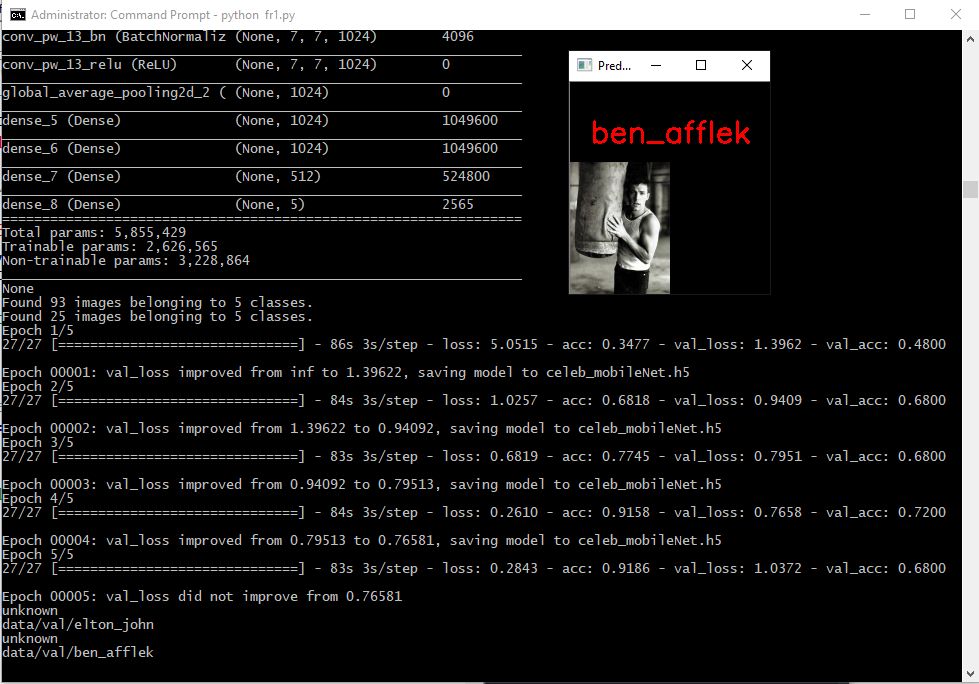 Administrator: Command Prompt - python fr1.py
conv_pw_13_bn (BatchNormaliz (None, 7, 7, 1024) 4096
conv_pw_13_relu (ReLU) (None, 7, 7, 1024) 0
global_average_pooling2d_2 ( (None, 1024) 0
dense_5 (Dense) (None, 1024) 1049600
dense_6 (Dense) (None, 1024) 1049600
dense_7 (Dense) (None, 512) 524800
dense_8 (Dense) (None, 5) 2565
=================================================================
Total params: 5,855,429
Trainable params: 2,626,565
Non-trainable params: 3,228,864
None
Found 93 images belonging to 5 classes.
Found 25 images belonging to 5 classes.
Epoch 1/5
27/27 [==============================] - 86s 3s/step - loss: 5.0515 - acc: 0.3477 - val_loss: 1.3962 - val_acc: 0.4800
Epoch 00001: val_loss improved from inf to 1.39622, saving model to celeb_mobileNet.h5
Epoch 2/5
27/27 [==============================] - 84s 3s/step - loss: 1.0257 - acc: 0.6818 - val_loss: 0.9409 - val_acc: 0.6800
Epoch 00002: val_loss improved from 1.39622 to 0.94092, saving model to celeb_mobileNet.h5
Epoch 3/5
27/27 [==============================] - 83s 3s/step - loss: 0.6819 - acc: 0.7745 - val_loss: 0.7951 - val_acc: 0.6800
Epoch 00003: val_loss improved from 0.94092 to 0.79513, saving model to celeb_mobileNet.h5
Epoch 4/5
27/27 [==============================] - 84s 3s/step - loss: 0.2610 - acc: 0.9158 - val_loss: 0.7658 - val_acc: 0.7200
Epoch 00004: val_loss improved from 0.79513 to 0.76581, saving model to celeb_mobileNet.h5
Epoch 5/5
27/27 [==============================] - 83s 3s/step - loss: 0.2843 - acc: 0.9186 - val_loss: 1.0372 - val_acc: 0.6800
Epoch 00005: val_loss did not improve from 0.76581
unknown
data/val/elton_john
unknown
data/val/ben_afflek
Pred...
ben_afflek